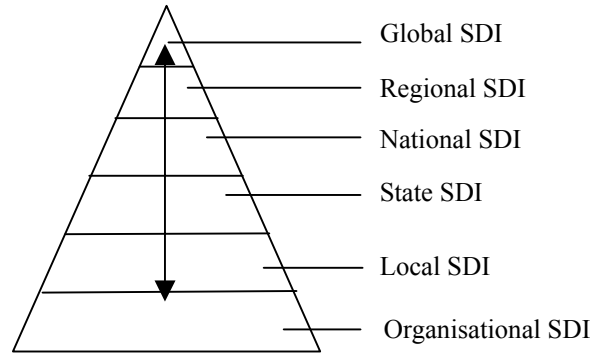 Global SDI
Regional SDI
National SDI
State SDI
Local SDI
Organisational SDI